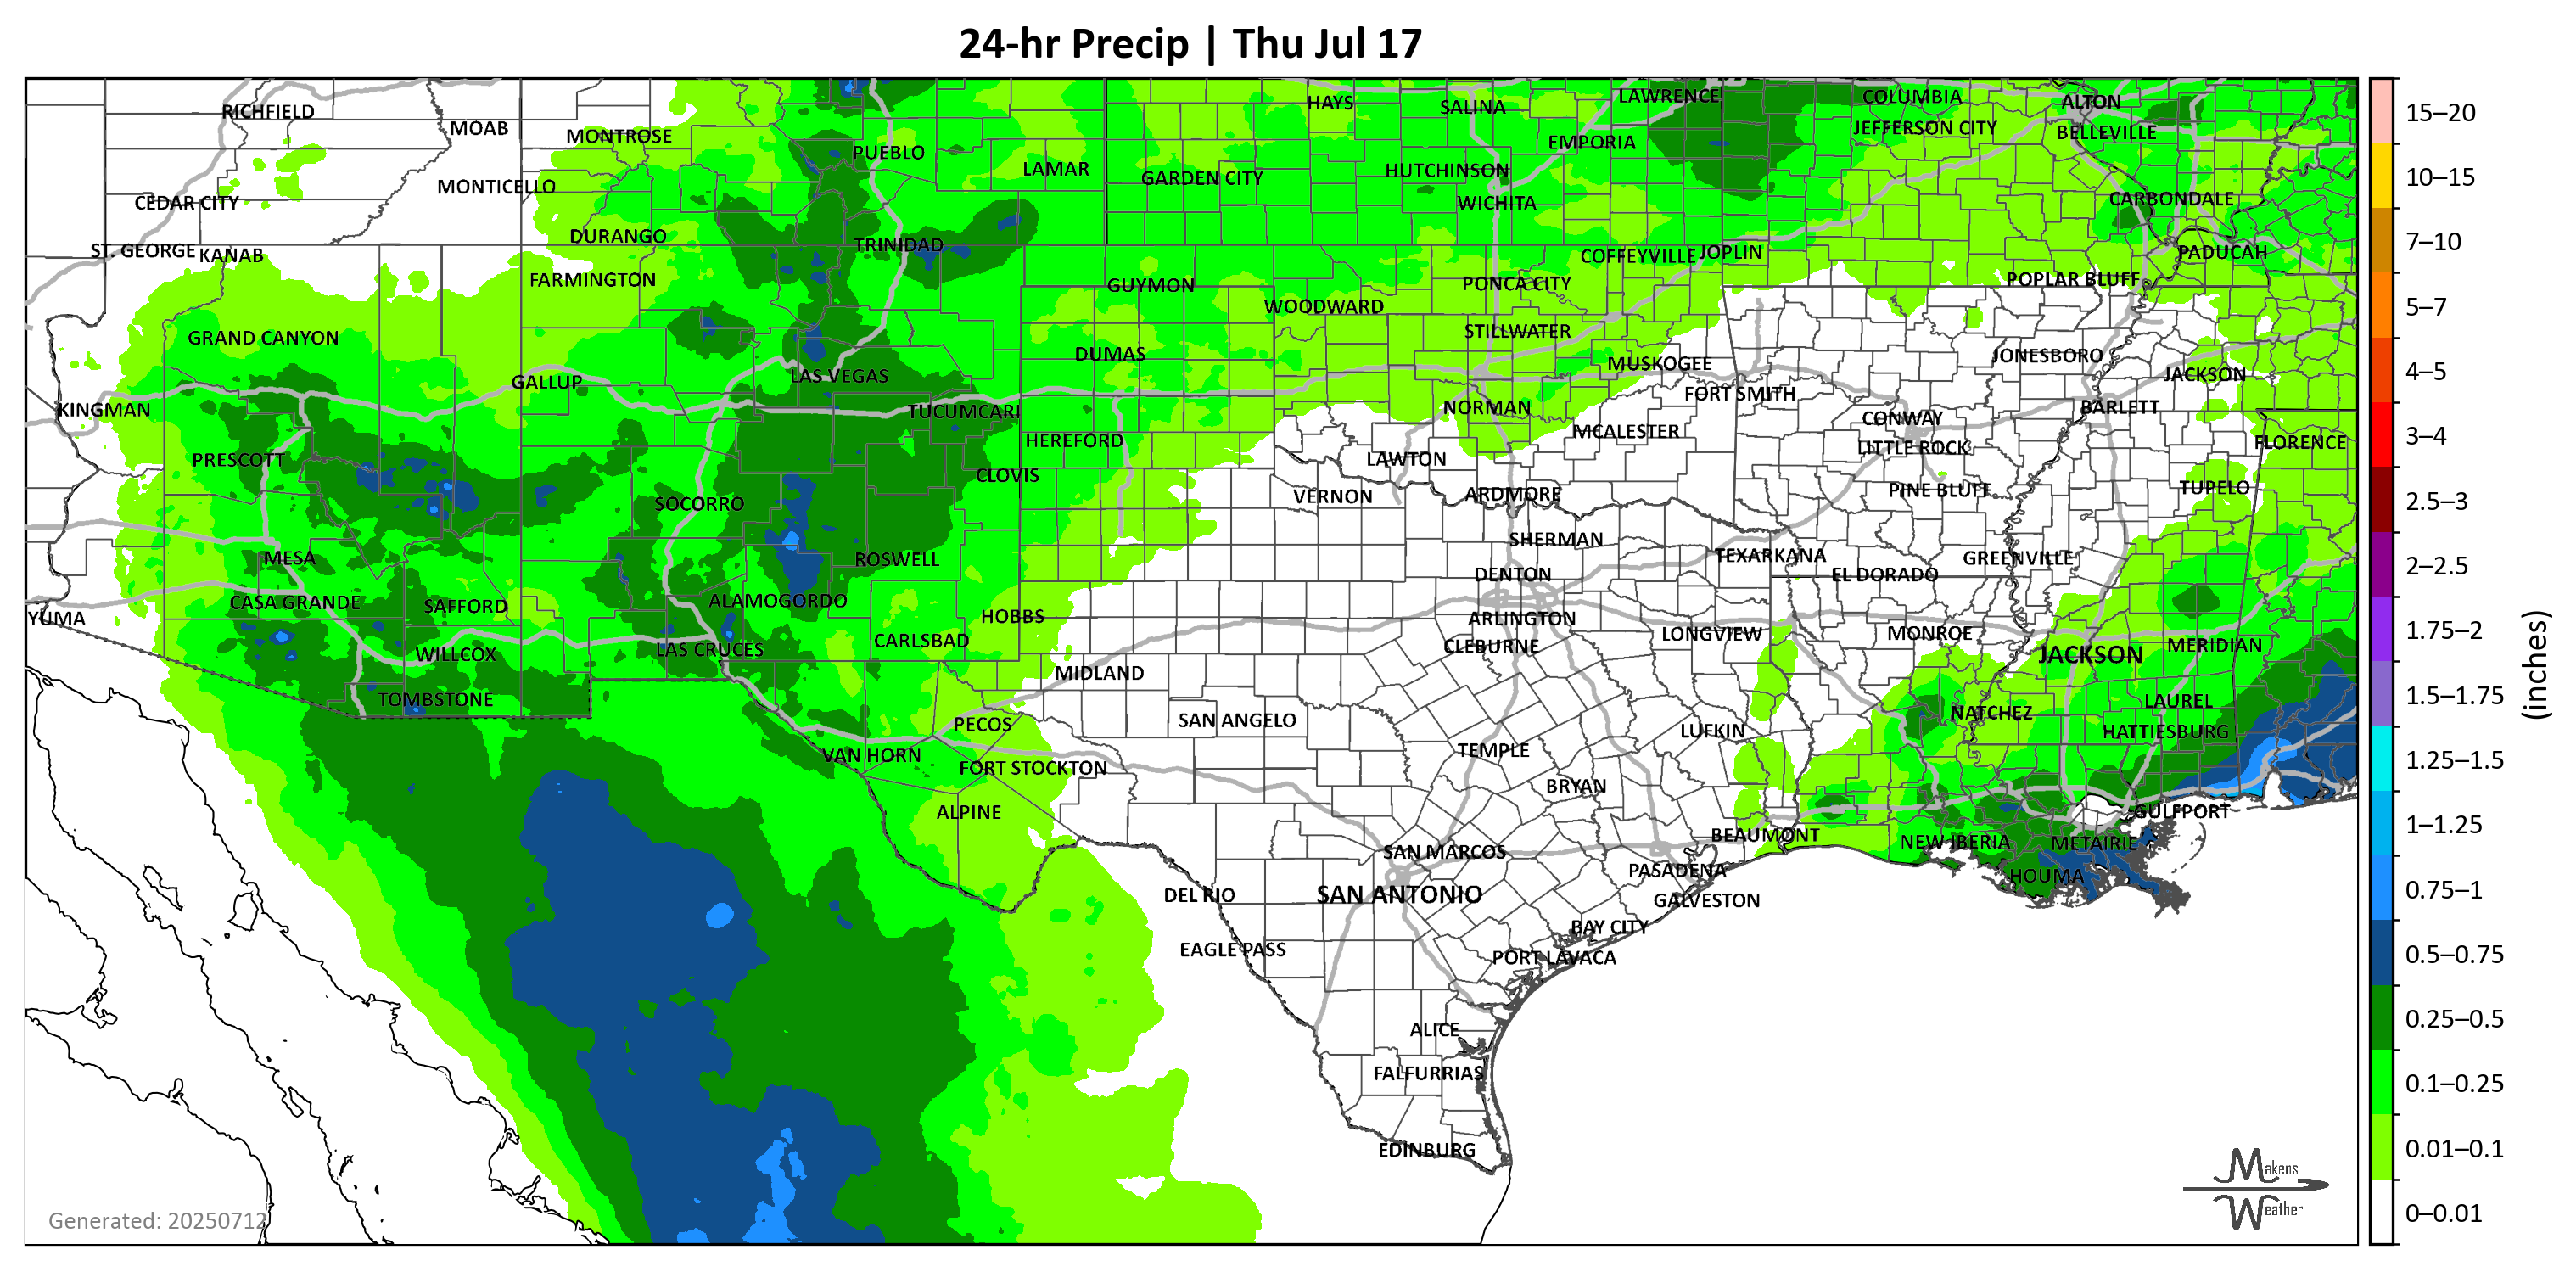 24-hr Precip | Thu Jul 17
RICHFIELD
MOAB
MONTROSE
PUEBLO
LAMAR
HAYS
SALINA
LAWRENCE
COLUMBIA
ALTON
JEFFERSON CITY
BELLEVILLE
EMPORIA
MONTICELLO
GARDEN CITY
HUTCHINSON
CEDAR CITY
WICHITA
CARBONDALE
DURANGO
TRINIDAD
ST. GEORGE
KANAB
COFFEYVILLE
JOPLIN
PADUCAH
FARMINGTON
GUYMON
PONCA CITY
POPLAR BLUFF
WOODWARD
GRAND CANYON
STILLWATER
DUMAS
JONESBORO
MUSKOGEE
GALLUP
LAS VEGAS
JACKSON
FORT SMITH
KINGMAN
TUCUMCARI
NORMAN
BARLETT
CONWAY
HEREFORD
MCALESTER
FLORENCE
LITTLE ROCK
PRESCOTT
LAWTON
CLOVIS
TUPELO
PINE BLUFF
VERNON
ARDMORE
SOCORRO
SHERMAN
MESA
ROSWELL
TEXARKANA
GREENVILLE
DENTON
EL DORADO
CASA GRANDE
SAFFORD
ALAMOGORDO
HOBBS
ARLINGTON
YUMA
CARLSBAD
LONGVIEW
MONROE
CLEBURNE
MERIDIAN
WILLCOX
LAS CRUCES
JACKSON
MIDLAND
TOMBSTONE
LAUREL
NATCHEZ
PECOS
SAN ANGELO
LUFKIN
HATTIESBURG
VAN HORN
TEMPLE
FORT STOCKTON
BRYAN
ALPINE
GULFPORT
BEAUMONT
NEW IBERIA
METAIRIE
SAN MARCOS
PASADENA
HOUMA
DEL RIO
SAN ANTONIO
GALVESTON
BAY CITY
EAGLE PASS
PORT LAVACA
ALICE
FALFURRIAS
EDINBURG
Generated: 20250712
Makens
Weather
15–20
10–15
7–10
5–7
4–5
3–4
2.5–3
2–2.5
1.75–2
1.5–1.75
1.25–1.5
1–1.25
0.75–1
0.5–0.75
0.25–0.5
0.1–0.25
0.01–0.1
0–0.01
(inches)